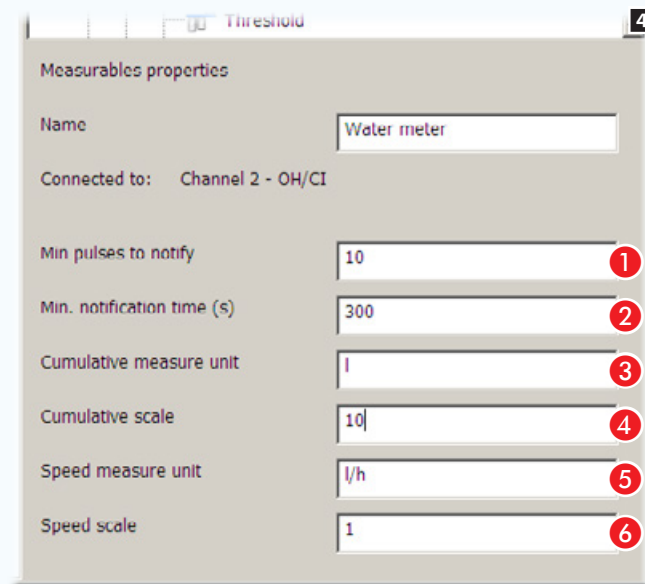 Threshold 4
Measurables properties
Name Water meter
Connected to: Channel 2 - OH/CI
Min pulses to notify 10 1
Min. notification time (s) 300 2
Cumulative measure unit l 3
Cumulative scale 10 4
Speed measure unit l/h 5
Speed scale 1 6